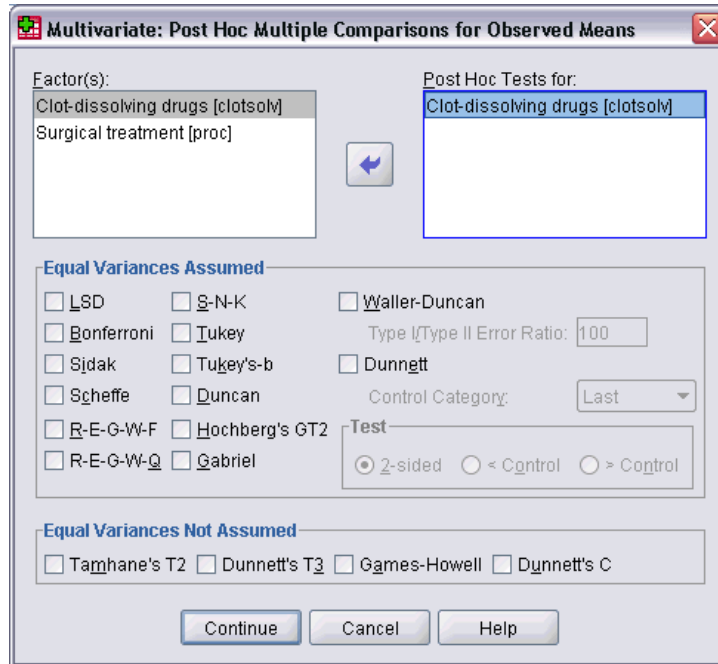 Multivariate: Post Hoc Multiple Comparisons for Observed Means
Factor(s):
Clot-dissolving drugs [clotsolv]
Surgical treatment [proc]
Post Hoc Tests for:
Clot-dissolving drugs [clotsolv]
Equal Variances Assumed
LSD S-N-K Waller-Duncan
Bonferroni Tukey Type I/Type II Error Ratio: 100
Sidak Tukey's-b Dunnett
Scheffe Duncan Control Category: Last
R-E-G-W-F Hochberg's GT2 Test
R-E-G-W-Q Gabriel 2-sided < Control > Control
Equal Variances Not Assumed
Tamhane's T2 Dunnett's T3 Games-Howell Dunnett's C
Continue Cancel Help